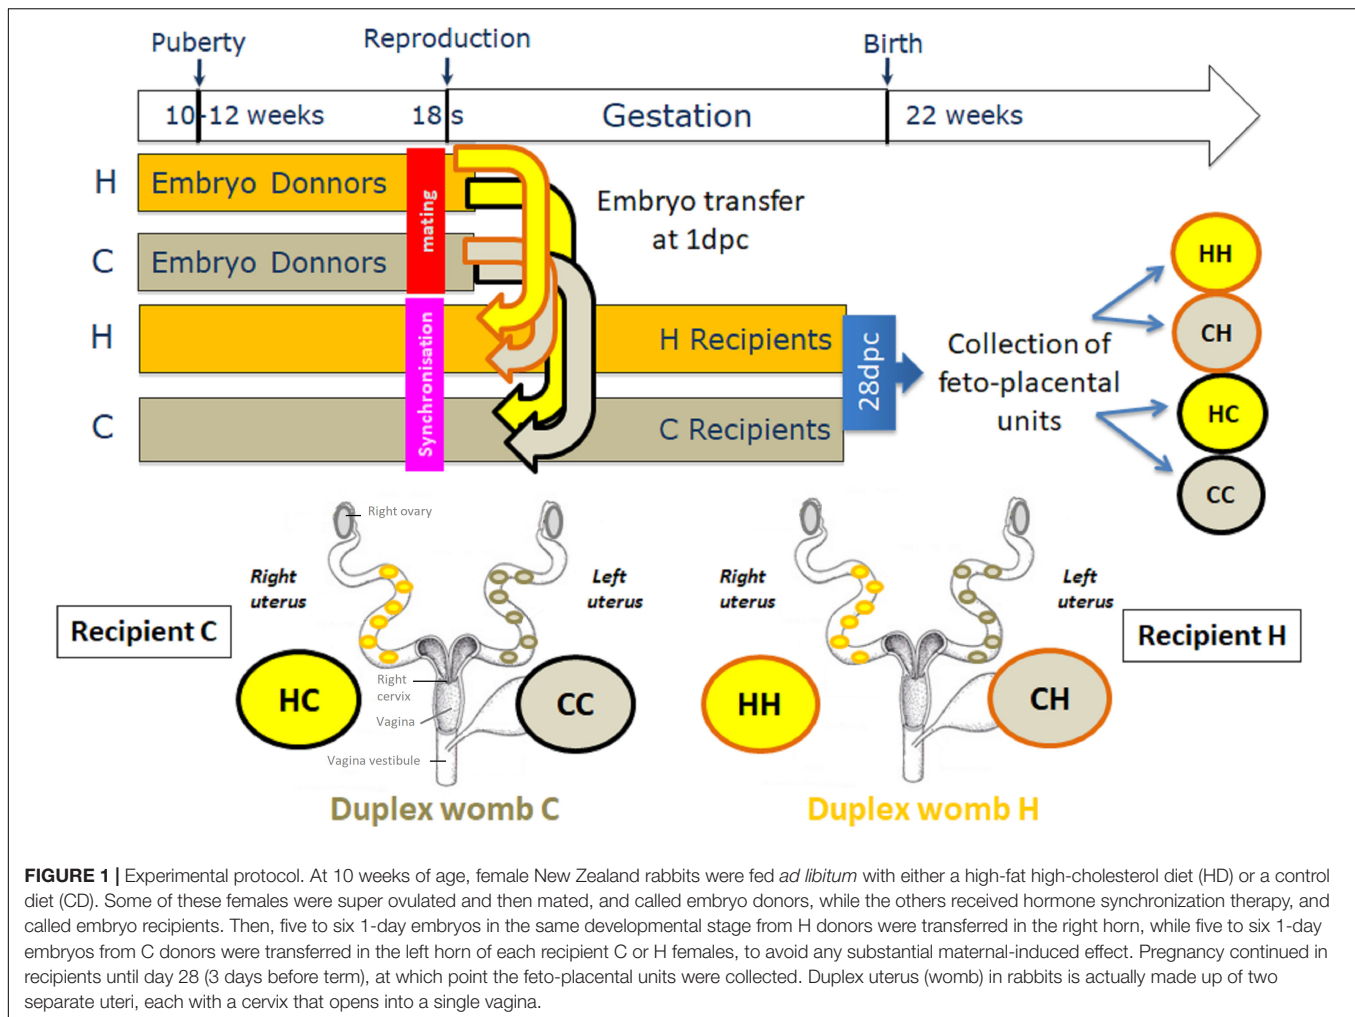 Puberty
Reproduction
Birth
10-12 weeks
18 s
Gestation
22 weeks
H
Embryo Donnors
mating
Embryo transfer
at 1dpc
C
Embryo Donnors
H
Synchronisation
H Recipients
28dpc
Collection of
feto-placental
units
C
C Recipients
HH
CH
HC
CC
Right ovary
Right
uterus
Left
uterus
Right
uterus
Left
uterus
Recipient C
Recipient H
HC
Right
cervix
Vagina
Vagina vestibule
CC
HH
CH
Duplex womb C
Duplex womb H
FIGURE 1 | Experimental protocol. At 10 weeks of age, female New Zealand rabbits were fed ad libitum with either a high-fat high-cholesterol diet (HD) or a control
diet (CD). Some of these females were super ovulated and then mated, and called embryo donors, while the others received hormone synchronization therapy, and
called embryo recipients. Then, five to six 1-day embryos in the same developmental stage from H donors were transferred in the right horn, while five to six 1-day
embryos from C donors were transferred in the left horn of each recipient C or H females, to avoid any substantial maternal-induced effect. Pregnancy continued in
recipients until day 28 (3 days before term), at which point the feto-placental units were collected. Duplex uterus (womb) in rabbits is actually made up of two
separate uteri, each with a cervix that opens into a single vagina.